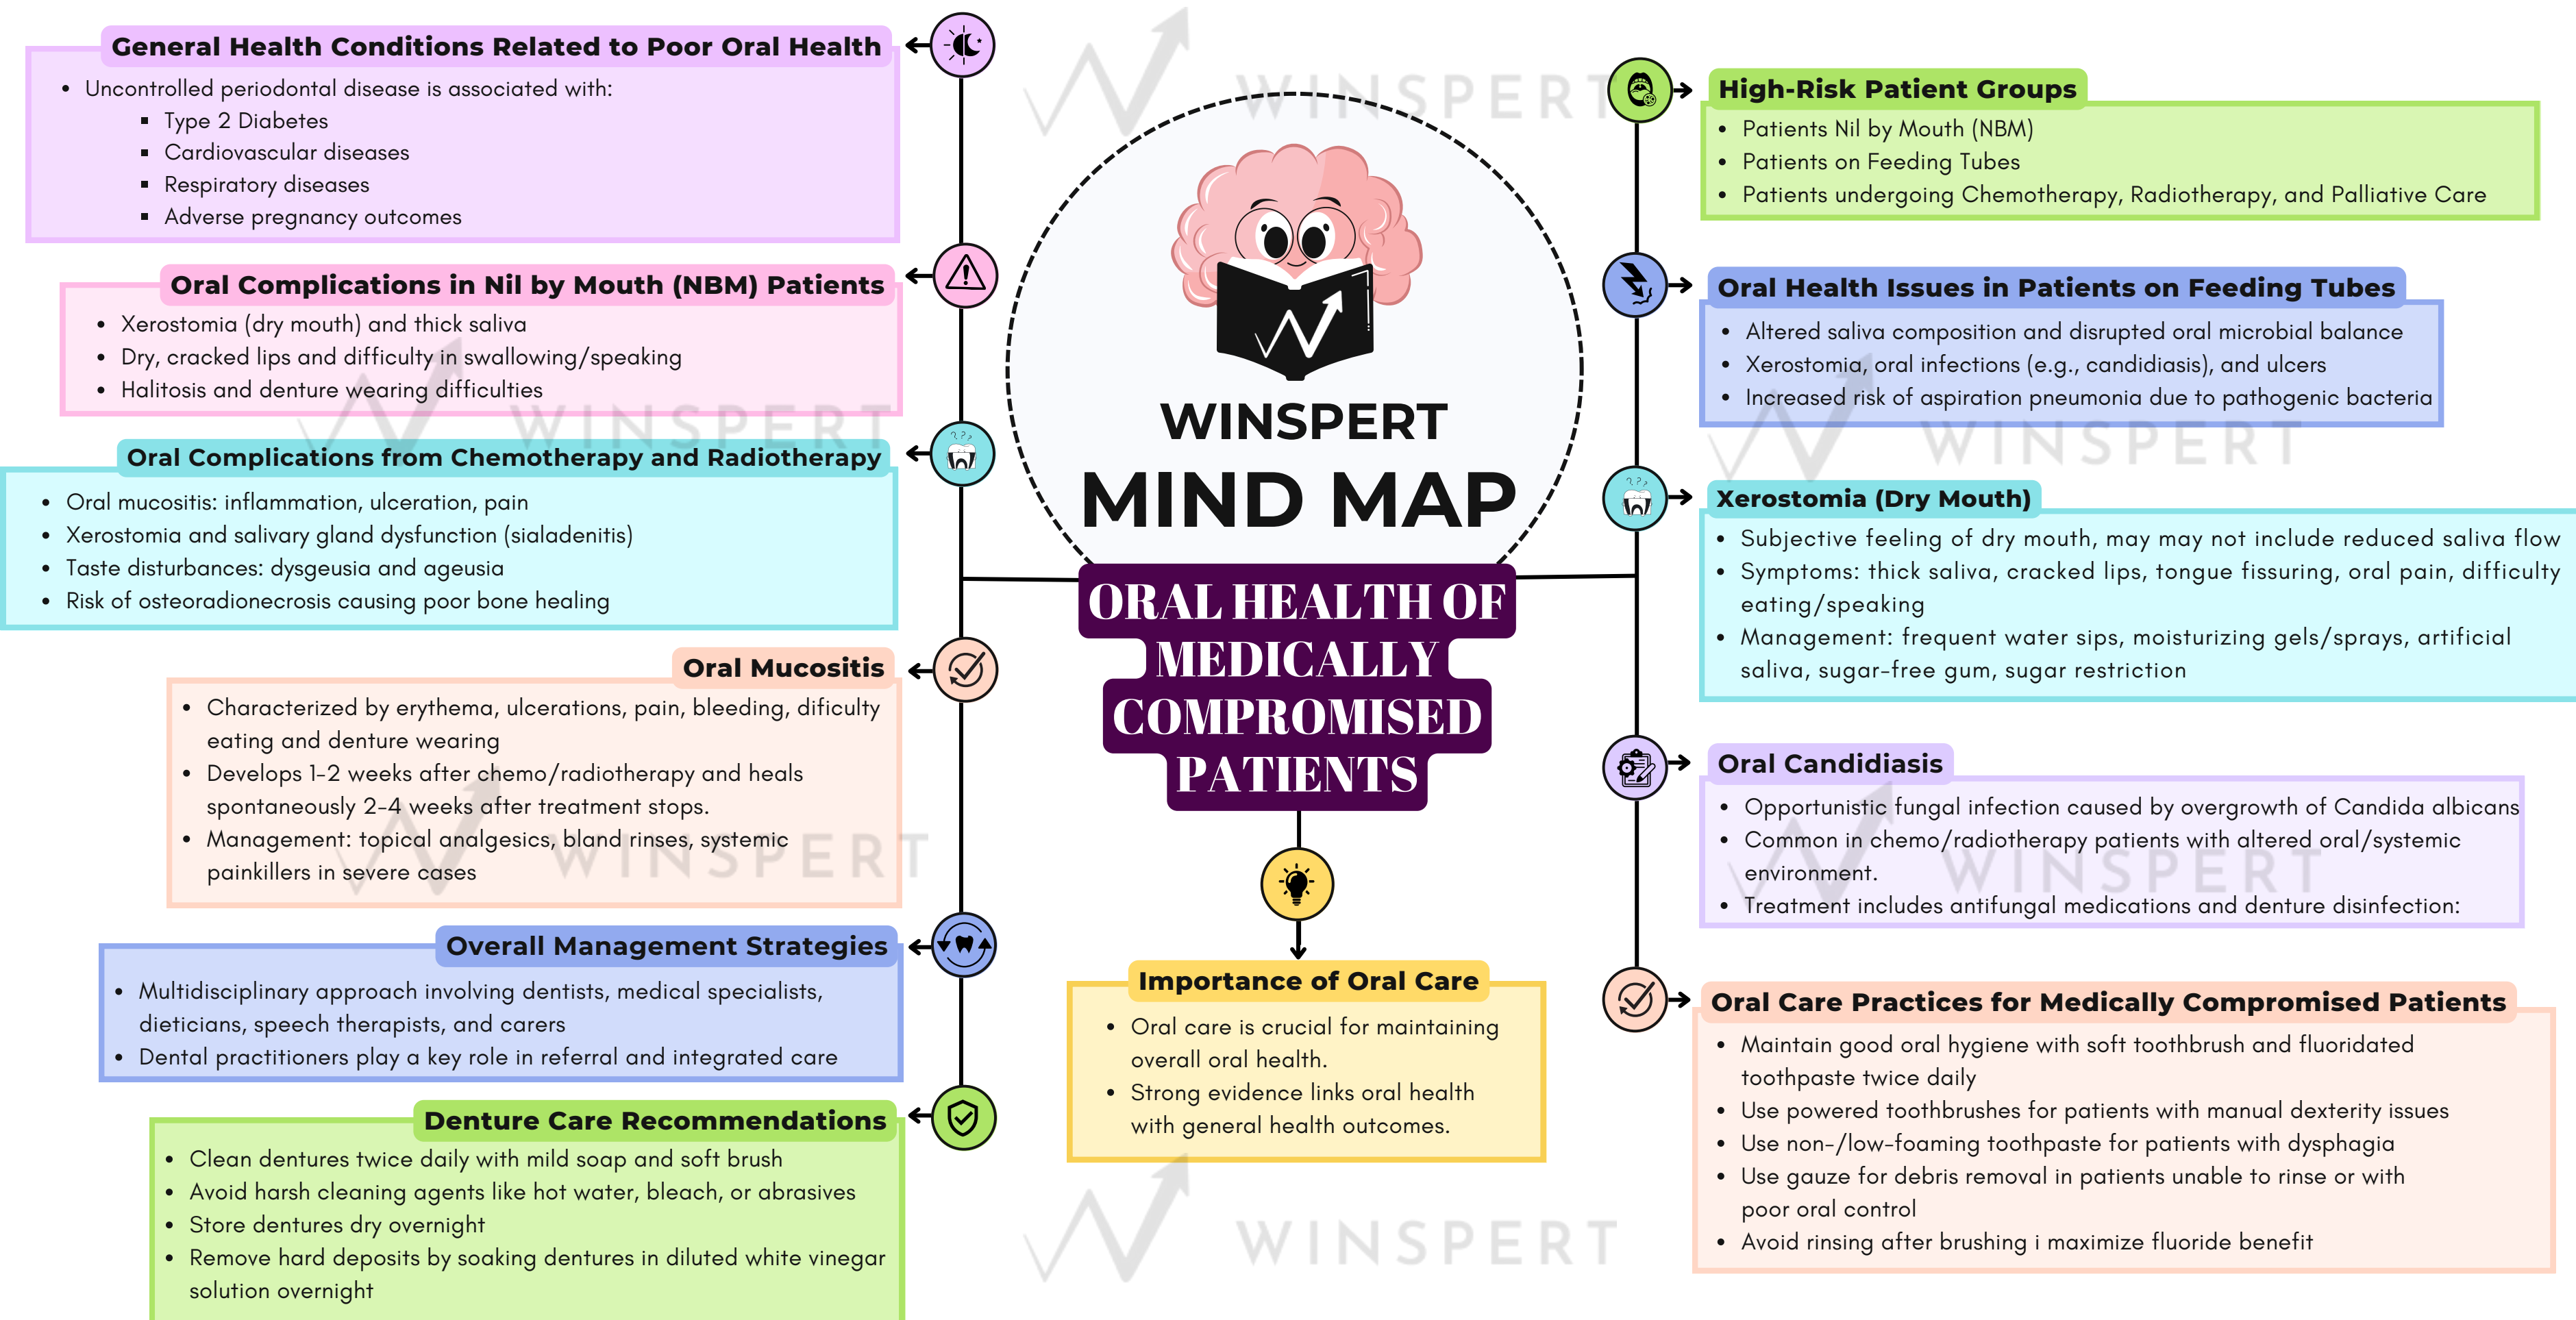 General Health Conditions Related to Poor Oral Health
• Uncontrolled periodontal disease is associated with:
▪ Type 2 Diabetes
▪ Cardiovascular diseases
▪ Respiratory diseases
▪ Adverse pregnancy outcomes
Oral Complications in Nil by Mouth (NBM) Patients
• Xerostomia (dry mouth) and thick saliva
• Dry, cracked lips and difficulty in swallowing/speaking
• Halitosis and denture wearing difficulties
Oral Complications from Chemotherapy and Radiotherapy
• Oral mucositis: inflammation, ulceration, pain
• Xerostomia and salivary gland dysfunction (sialadenitis)
• Taste disturbances: dysgeusia and ageusia
• Risk of osteoradionecrosis causing poor bone healing
Oral Mucositis
• Characterized by erythema, ulcerations, pain, bleeding, dificulty
eating and denture wearing
• Develops 1-2 weeks after chemo/radiotherapy and heals
spontaneously 2-4 weeks after treatment stops.
• Management: topical analgesics, bland rinses, systemic
painkillers in severe cases
Overall Management Strategies
• Multidisciplinary approach involving dentists, medical specialists,
dieticians, speech therapists, and carers
• Dental practitioners play a key role in referral and integrated care
Denture Care Recommendations
• Clean dentures twice daily with mild soap and soft brush
• Avoid harsh cleaning agents like hot water, bleach, or abrasives
• Store dentures dry overnight
• Remove hard deposits by soaking dentures in diluted white vinegar
solution overnight
WINSPERT
MIND MAP
ORAL HEALTH OF
MEDICALLY
COMPROMISED
PATIENTS
Importance of Oral Care
• Oral care is crucial for maintaining
overall oral health.
• Strong evidence links oral health
with general health outcomes.
High-Risk Patient Groups
• Patients Nil by Mouth (NBM)
• Patients on Feeding Tubes
• Patients undergoing Chemotherapy, Radiotherapy, and Palliative Care
Oral Health Issues in Patients on Feeding Tubes
• Altered saliva composition and disrupted oral microbial balance
• Xerostomia, oral infections (e.g., candidiasis), and ulcers
• Increased risk of aspiration pneumonia due to pathogenic bacteria
Xerostomia (Dry Mouth)
• Subjective feeling of dry mouth, may may not include reduced saliva flow
• Symptoms: thick saliva, cracked lips, tongue fissuring, oral pain, difficulty
eating/speaking
• Management: frequent water sips, moisturizing gels/sprays, artificial
saliva, sugar-free gum, sugar restriction
Oral Candidiasis
• Opportunistic fungal infection caused by overgrowth of Candida albicans
• Common in chemo/radiotherapy patients with altered oral/systemic
environment.
• Treatment includes antifungal medications and denture disinfection:
Oral Care Practices for Medically Compromised Patients
• Maintain good oral hygiene with soft toothbrush and fluoridated
toothpaste twice daily
• Use powered toothbrushes for patients with manual dexterity issues
• Use non-/low-foaming toothpaste for patients with dysphagia
• Use gauze for debris removal in patients unable to rinse or with
poor oral control
• Avoid rinsing after brushing i maximize fluoride benefit
WINSPERT
WINSPERT
WINSPERT
WINSPERT
WINSPERT
WINSPERT